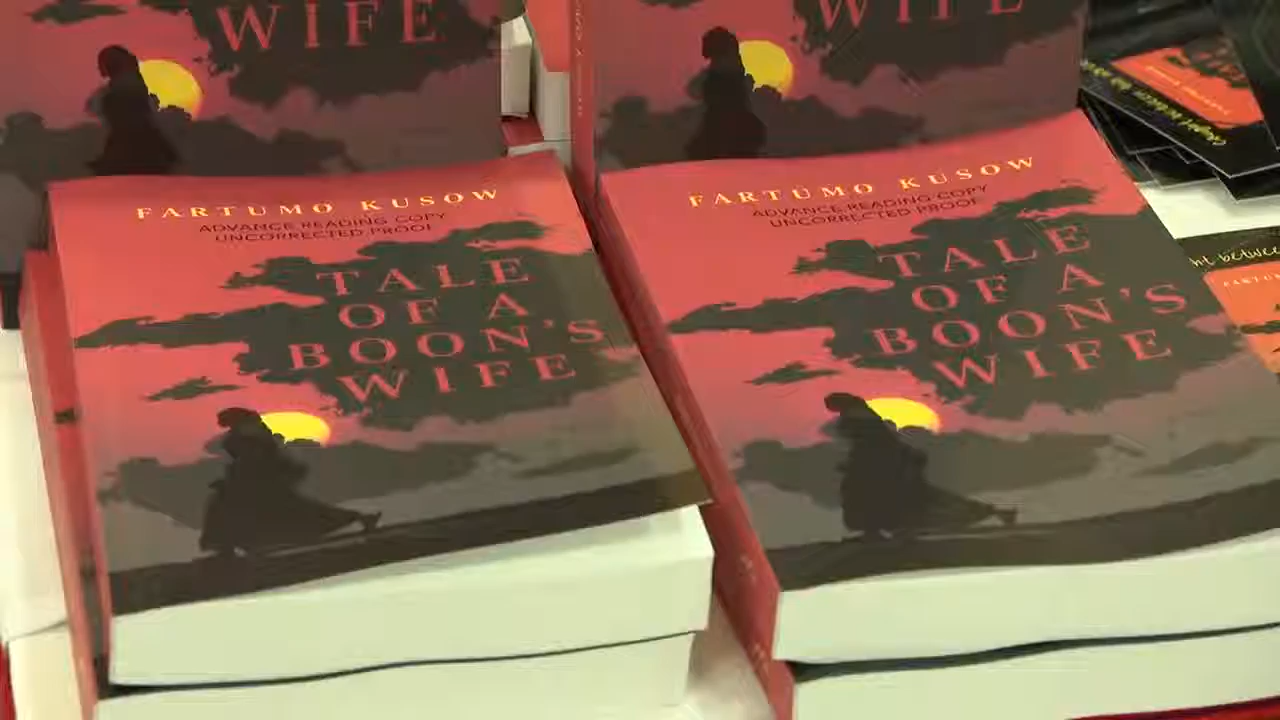 WIFE
WIFE
FARTUMO KUSOW
ADVANCE READING COPY
UNCORRECTED PROOF
TALE
OF A
BOON'S
WIFE
FARTUMO KUSOW
ADVANCE READING COPY
UNCORRECTED PROOF
TALE
OF A
BOON'S
WIFE